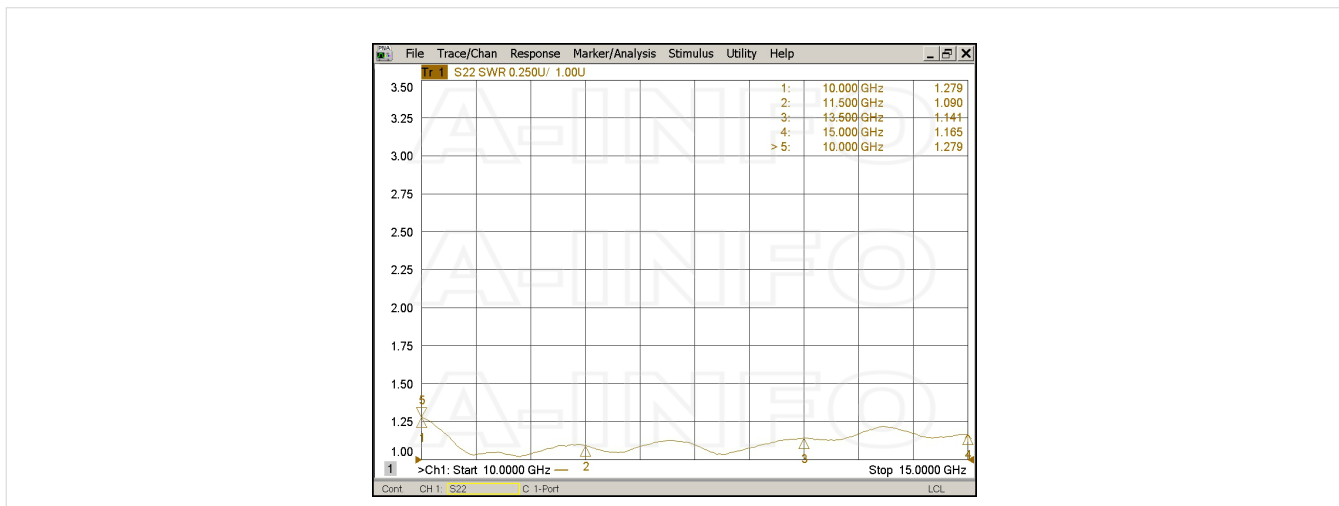 PNA
File Trace/Chan Response Marker/Analysis Stimulus Utility Help
Tr 1 S22 SWR 0.250U/ 1.00U
3.50
3.25
3.00
2.75
2.50
2.25
2.00
1.75
1.50
1.25
1.00
1: 10.000 GHz 1.279
2: 11.500 GHz 1.090
3: 13.500 GHz 1.141
4: 15.000 GHz 1.165
> 5: 10.000 GHz 1.279
A-INFO
A-INFO
A-INFO
5
1
2
3
4
1 >Ch1: Start 10.0000 GHz — Stop 15.0000 GHz
Cont. CH 1: S22 C 1-Port LCL